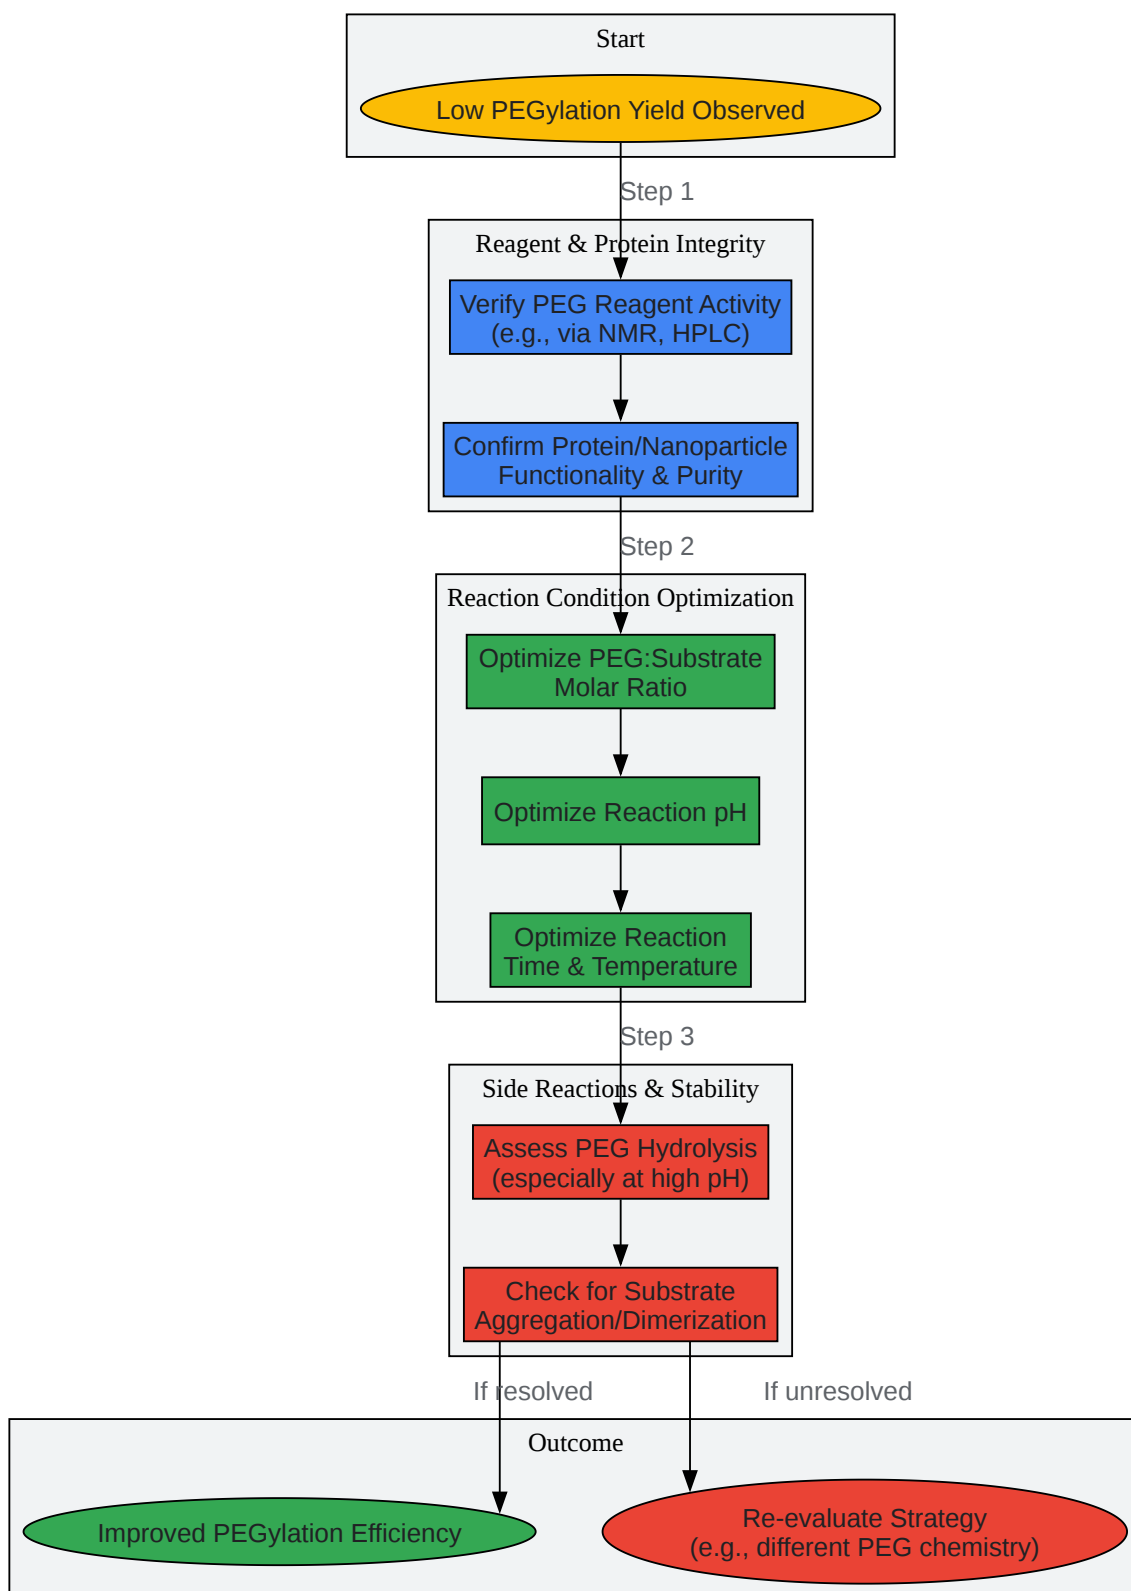 Start
Low PEGylation Yield Observed
Step 1
Reagent & Protein Integrity
Verify PEG Reagent Activity
(e.g., via NMR, HPLC)
Confirm Protein/Nanoparticle
Functionality & Purity
Step 2
Reaction Condition Optimization
Optimize PEG:Substrate
Molar Ratio
Optimize Reaction pH
Optimize Reaction
Time & Temperature
Step 3
Side Reactions & Stability
Assess PEG Hydrolysis
(especially at high pH)
Check for Substrate
Aggregation/Dimerization
If resolved
If unresolved
Outcome
Improved PEGylation Efficiency
Re-evaluate Strategy
(e.g., different PEG chemistry)